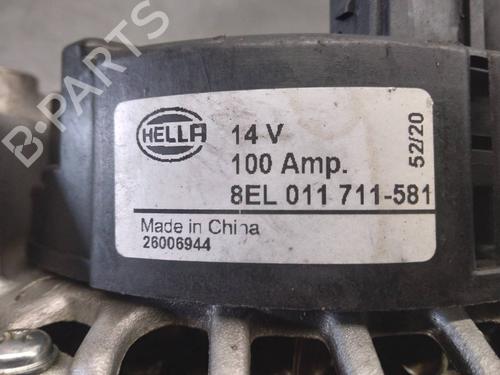 HELLA
14 V
100 Amp.
8EL 011 711-581
52/20
Made in China
26006944
B-PARTS